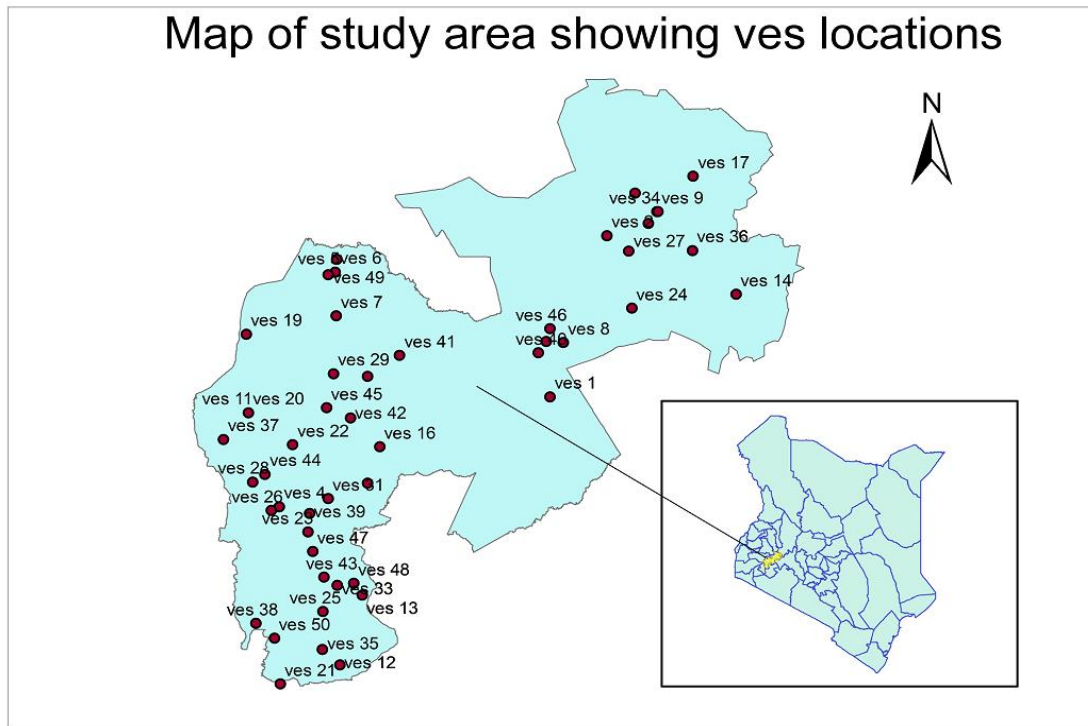 Map of study area showing ves locations
N
ves 17
ves 34
ves 9
ves 27
ves 36
ves 14
ves 24
ves 6
ves 49
ves 7
ves 19
ves 46
ves 8
ves 41
ves 29
ves 1
ves 11
ves 20
ves 45
ves 42
ves 37
ves 22
ves 16
ves 28
ves 44
ves 26
ves 4
ves 39
ves 47
ves 43
ves 48
ves 33
ves 25
ves 13
ves 38
ves 50
ves 35
ves 12
ves 21